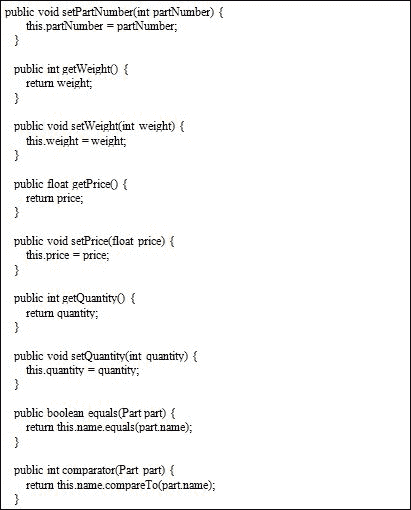 public void setPartNumber(int partNumber) {
this.partNumber = partNumber;
}
public int getWeight() {
return weight;
}
public void setWeight(int weight) {
this.weight = weight;
}
public float getPrice() {
return price;
}
public void setPrice(float price) {
this.price = price;
}
public int getQuantity() {
return quantity;
}
public void setQuantity(int quantity) {
this.quantity = quantity;
}
public boolean equals(Part part) {
return this.name.equals(part.name);
}
public int comparator(Part part) {
return this.name.compareTo(part.name);
}